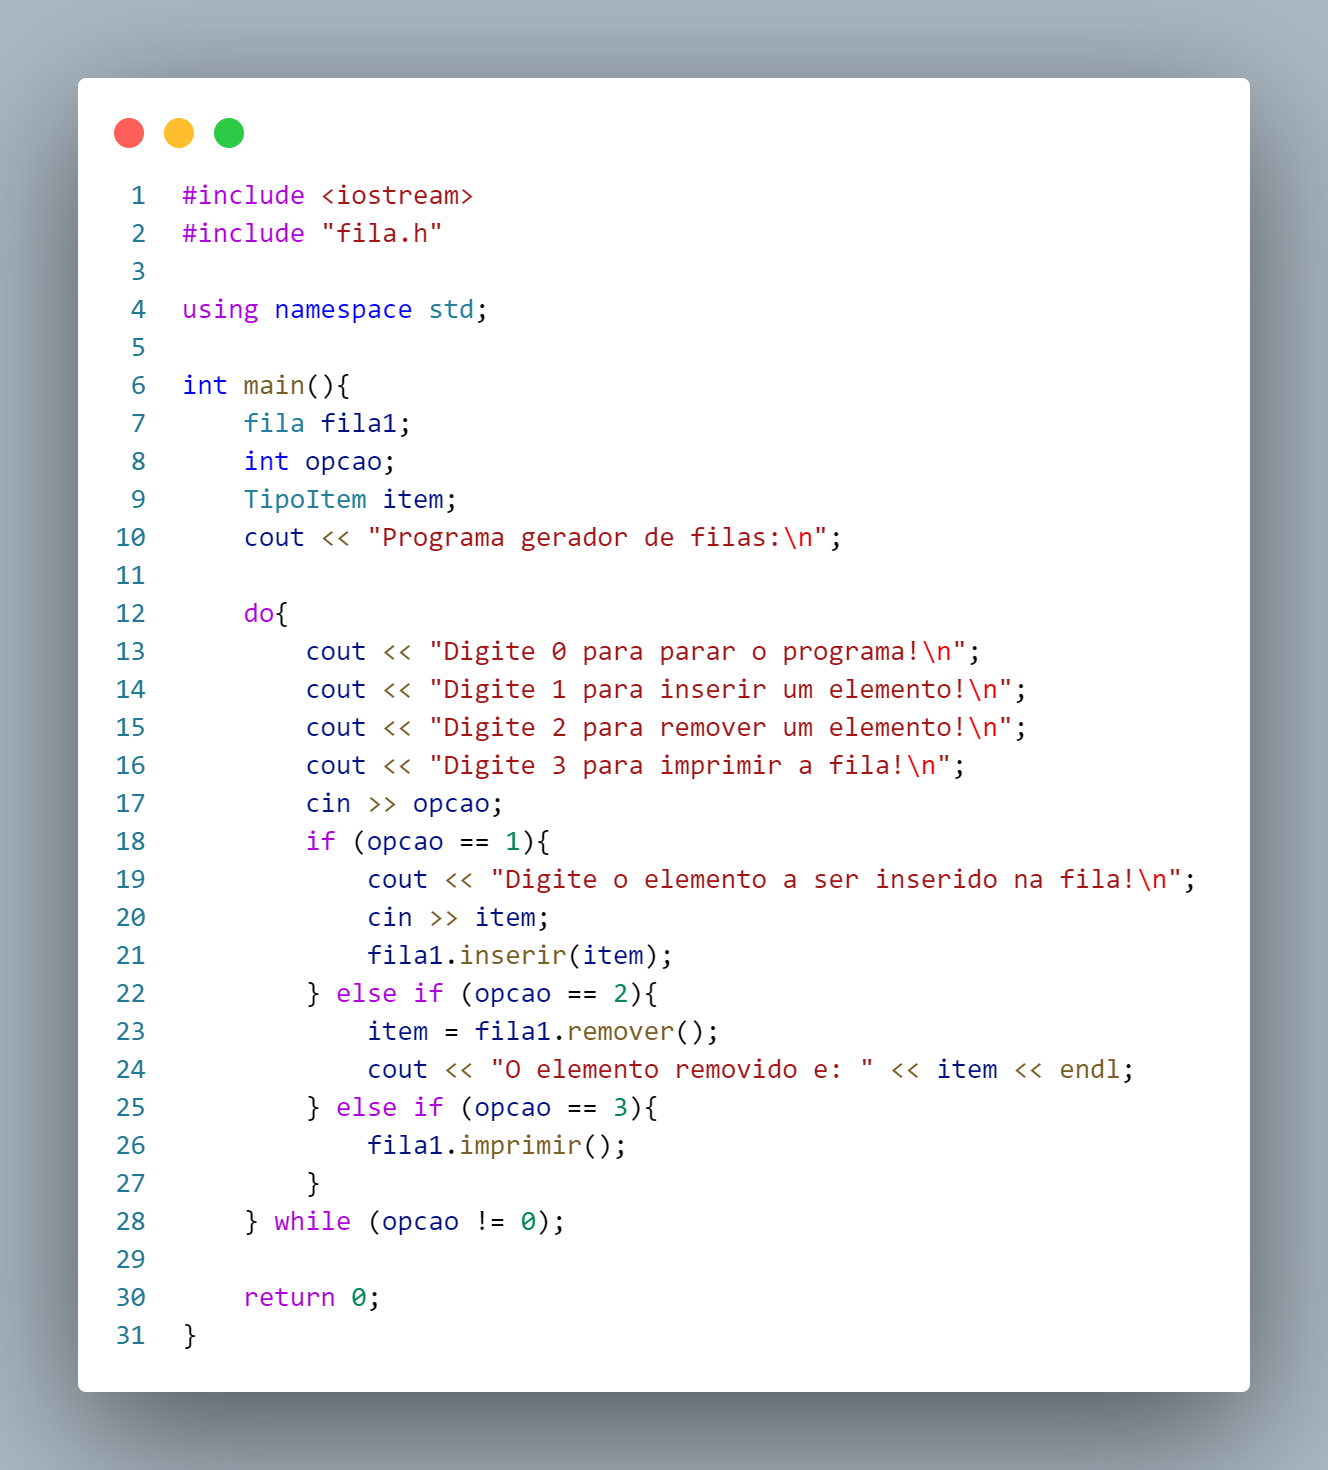 1 #include <iostream>
2 #include "fila.h"
3
4 using namespace std;
5
6 int main(){
7     fila fila1;
8     int opcao;
9     TipoItem item;
10     cout << "Programa gerador de filas:\n";
11
12     do{
13         cout << "Digite 0 para parar o programa!\n";
14         cout << "Digite 1 para inserir um elemento!\n";
15         cout << "Digite 2 para remover um elemento!\n";
16         cout << "Digite 3 para imprimir a fila!\n";
17         cin >> opcao;
18         if (opcao == 1){
19             cout << "Digite o elemento a ser inserido na fila!\n";
20             cin >> item;
21             fila1.inserir(item);
22         } else if (opcao == 2){
23             item = fila1.remover();
24             cout << "O elemento removido e: " << item << endl;
25         } else if (opcao == 3){
26             fila1.imprimir();
27         }
28     } while (opcao != 0);
29
30     return 0;
31 }